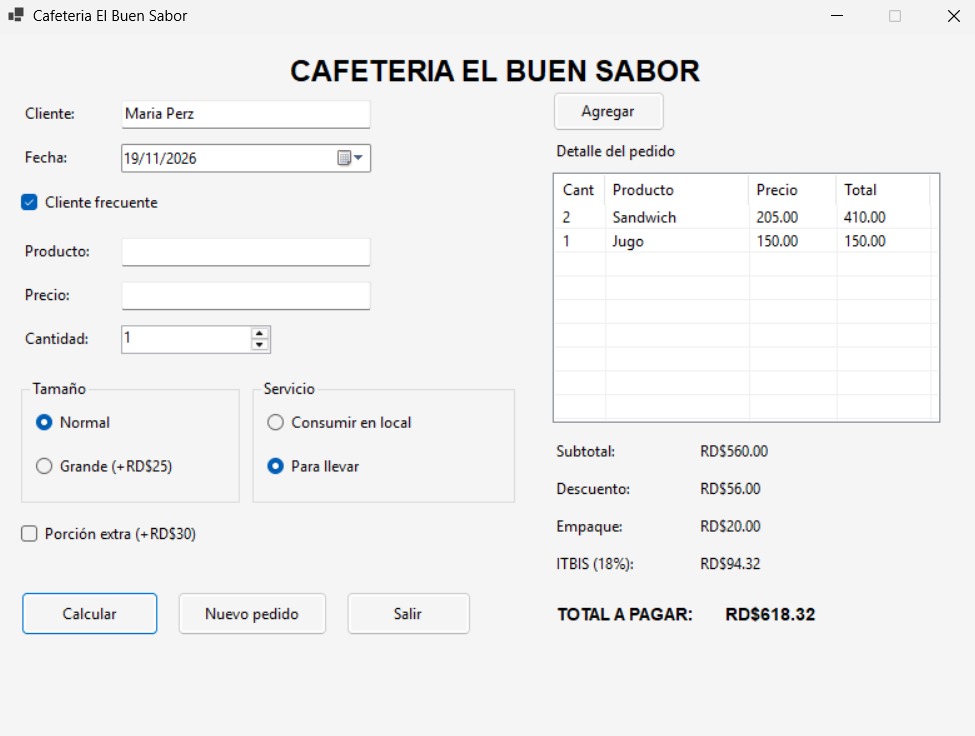 Cafeteria El Buen Sabor
CAFETERIA EL BUEN SABOR
Cliente: Maria Perz
Fecha: 19/11/2026
Cliente frecuente
Producto:
Precio:
Cantidad: 1
Tamaño
Normal
Grande (+RD$25)
Servicio
Consumir en local
Para llevar
Porción extra (+RD$30)
Calcular Nuevo pedido Salir
Agregar
Detalle del pedido
Cant Producto Precio Total
2 Sandwich 205.00 410.00
1 Jugo 150.00 150.00
Subtotal: RD$560.00
Descuento: RD$56.00
Empaque: RD$20.00
ITBIS (18%): RD$94.32
TOTAL A PAGAR: RD$618.32